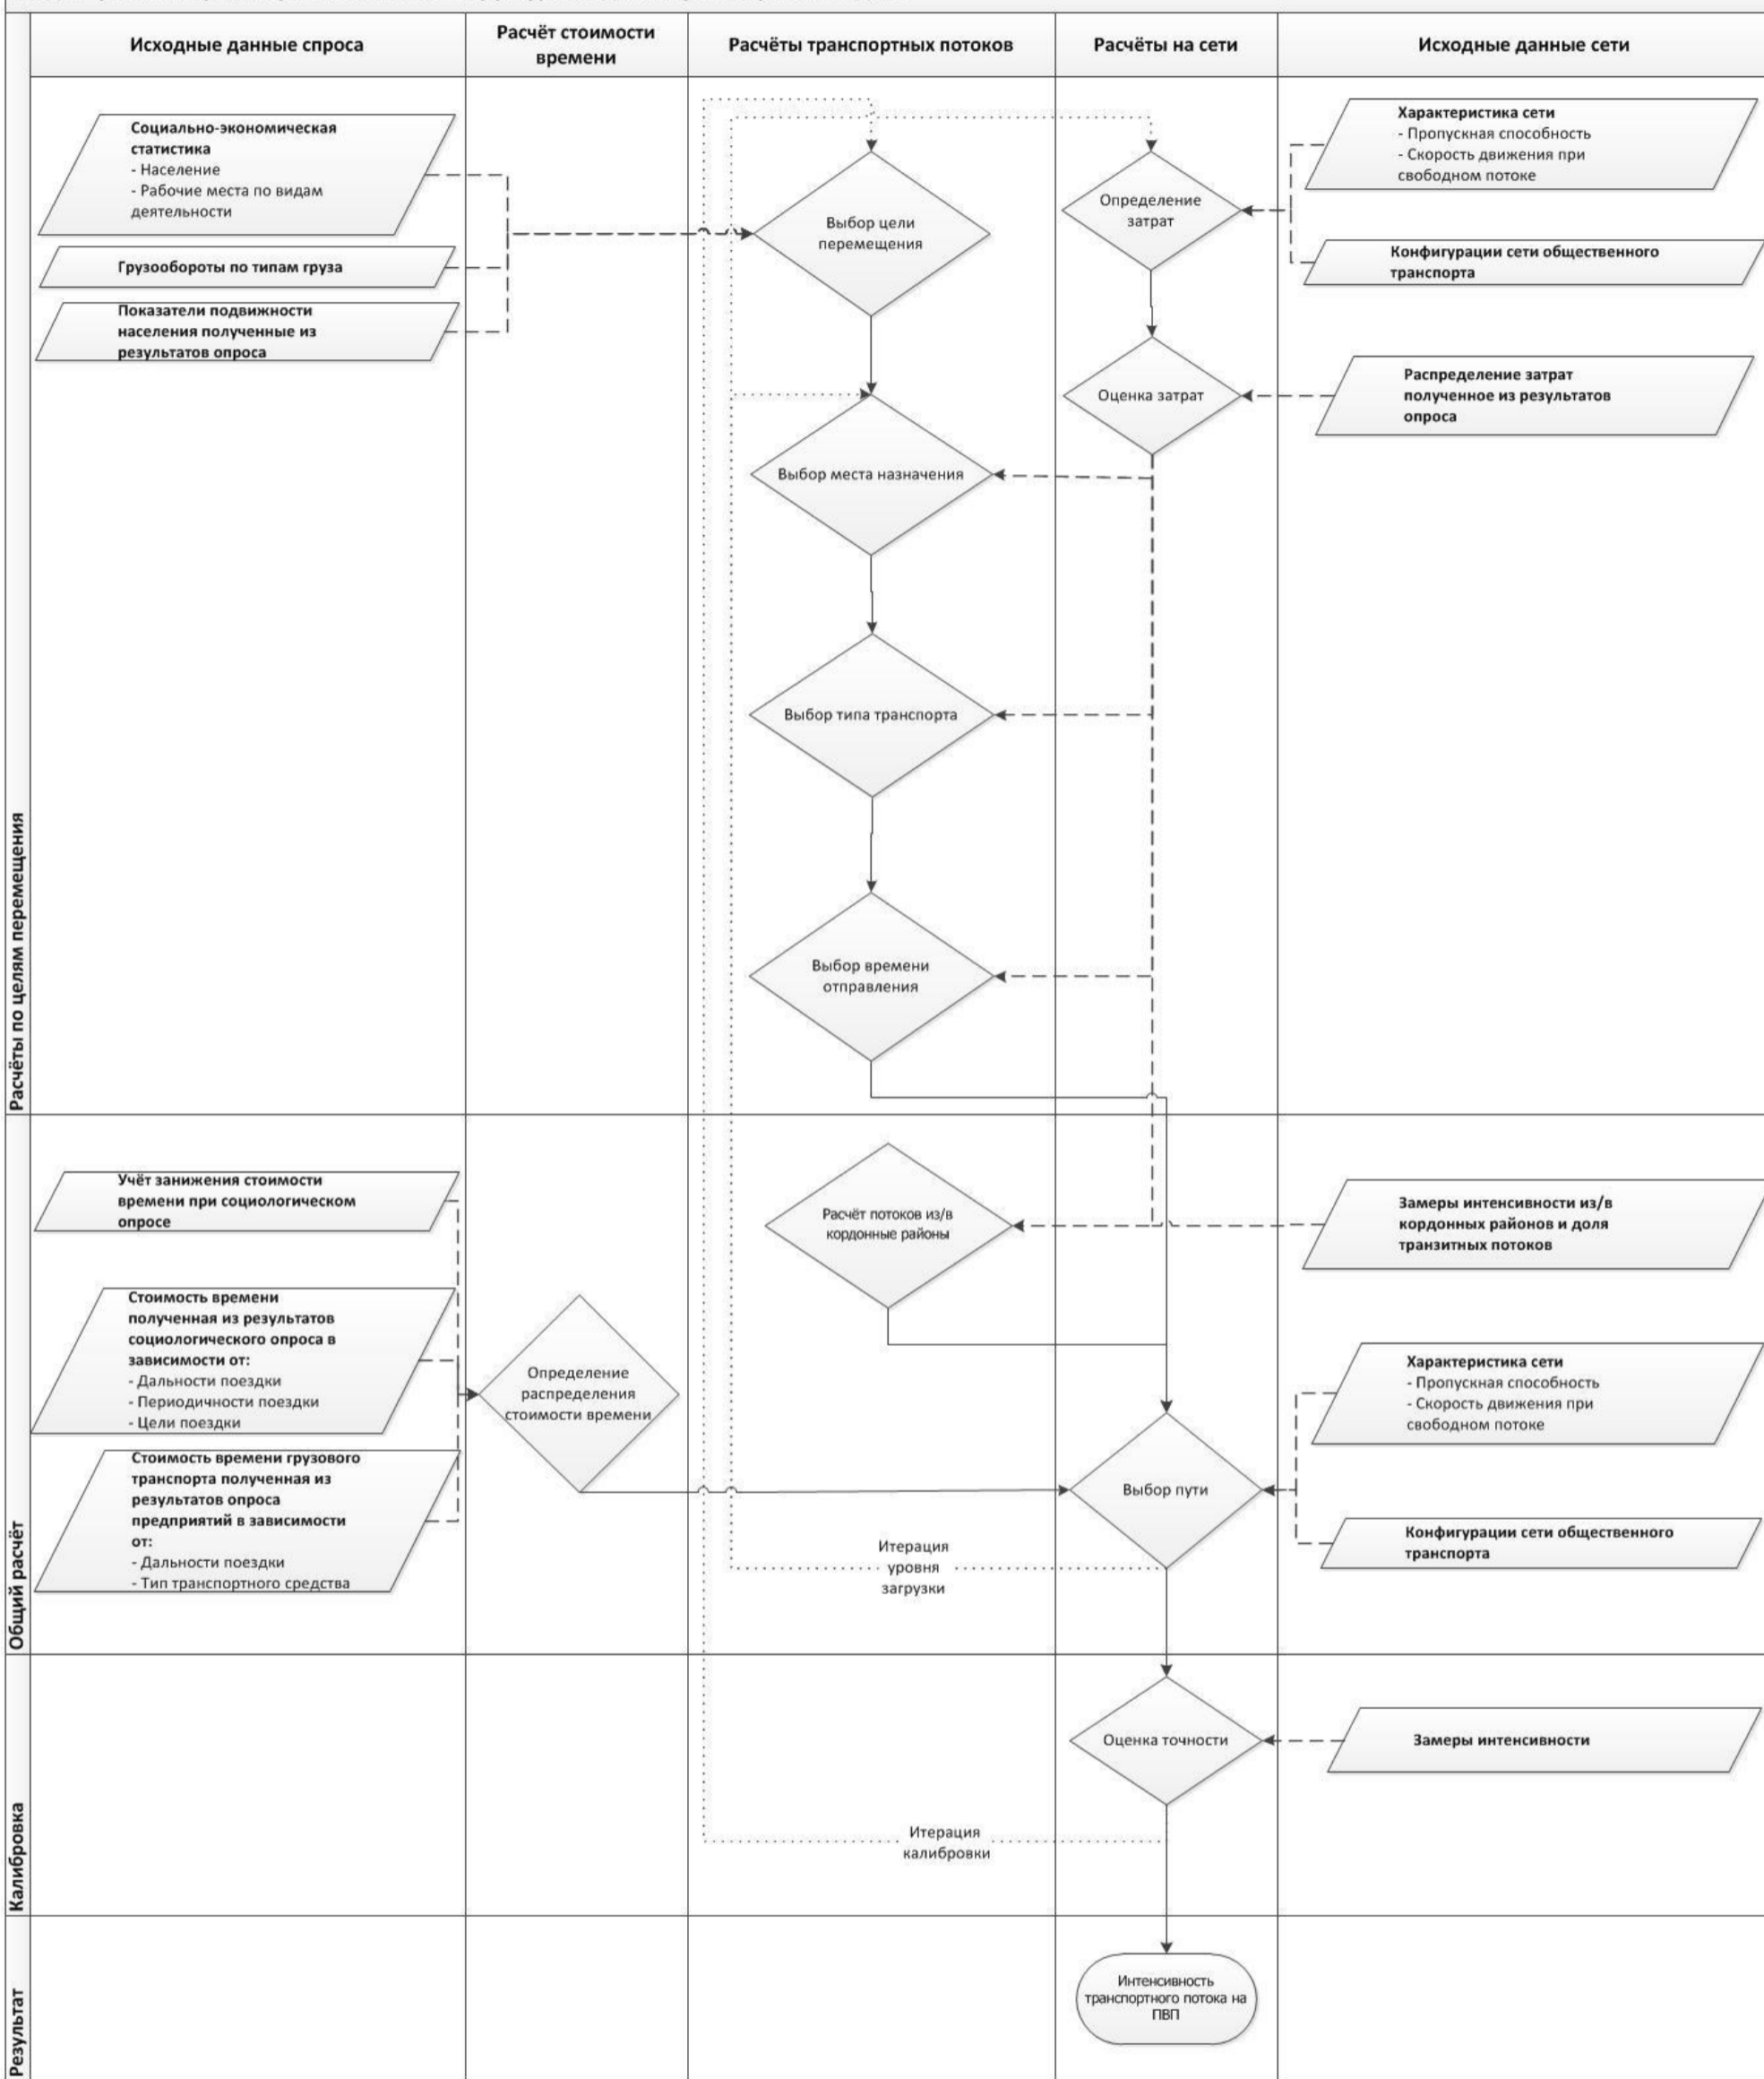 Исходные данные спроса
Расчёт стоимости
времени
Расчёты транспортных потоков
Расчёты на сети
Исходные данные сети
Расчёты по целям перемещения
Социально-экономическая
статистика
- Население
- Рабочие места по видам
деятельности
Грузообороты по типам груза
Показатели подвижности
населения полученные из
результатов опроса
Выбор цели
перемещения
Определение
затрат
Характеристика сети
- Пропускная способность
- Скорость движения при
свободном потоке
Конфигурации сети общественного
транспорта
Оценка затрат
Распределение затрат
полученное из результатов
опроса
Выбор места назначения
Выбор типа транспорта
Выбор времени
отправления
Общий расчёт
Учёт занижения стоимости
времени при социологическом
опросе
Стоимость времени
полученная из результатов
социологического опроса в
зависимости от:
- Дальности поездки
- Периодичности поездки
- Цели поездки
Стоимость времени грузового
транспорта полученная из
результатов опроса
предприятий в зависимости
от:
- Дальности поездки
- Тип транспортного средства
Определение
распределения
стоимости времени
Расчёт потоков из/в
кордонные районы
Замеры интенсивности из/в
кордонных районов и доля
транзитных потоков
Характеристика сети
- Пропускная способность
- Скорость движения при
свободном потоке
Выбор пути
Конфигурации сети общественного
транспорта
Итерация
уровня
загрузки
Калибровка
Оценка точности
Замеры интенсивности
Итерация
калибровки
Результат
Интенсивность
транспортного потока на
ПВП